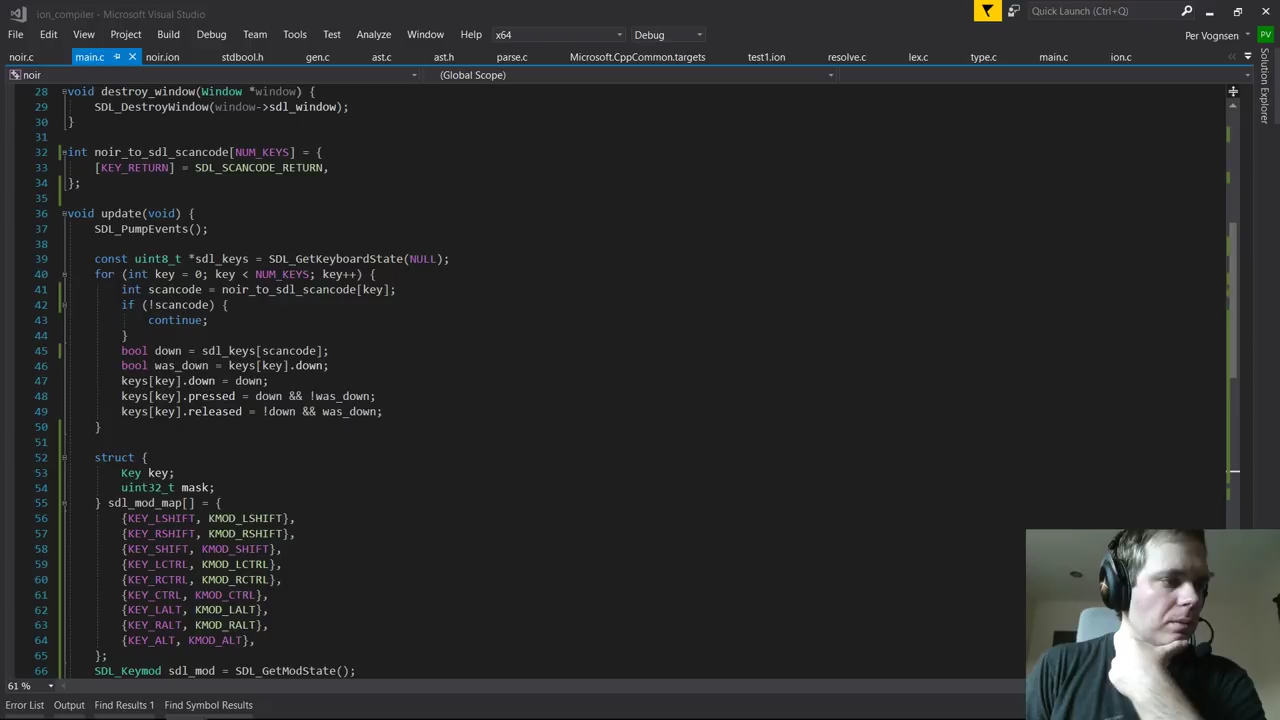 ion_compiler - Microsoft Visual Studio
Quick Launch (Ctrl+Q)
File Edit View Project Build Debug Team Tools Test Analyze Window Help x64 Debug
Per Vognsen PV
noir.c main.c noir.ion stdbool.h gen.c ast.c ast.h parse.c Microsoft.CppCommon.targets test1.ion resolve.c lex.c type.c main.c ion.c
noir (Global Scope)
Solution Explorer
28 void destroy_window(Window *window) {
29 SDL_DestroyWindow(window->sdl_window);
30 }
31
32 int noir_to_sdl_scancode[NUM_KEYS] = {
33 [KEY_RETURN] = SDL_SCANCODE_RETURN,
34 };
35
36 void update(void) {
37 SDL_PumpEvents();
38
39 const uint8_t *sdl_keys = SDL_GetKeyboardState(NULL);
40 for (int key = 0; key < NUM_KEYS; key++) {
41 int scancode = noir_to_sdl_scancode[key];
42 if (!scancode) {
43 continue;
44 }
45 bool down = sdl_keys[scancode];
46 bool was_down = keys[key].down;
47 keys[key].down = down;
48 keys[key].pressed = down && !was_down;
49 keys[key].released = !down && was_down;
50 }
51
52 struct {
53 Key key;
54 uint32_t mask;
55 } sdl_mod_map[] = {
56 {KEY_LSHIFT, KMOD_LSHIFT},
57 {KEY_RSHIFT, KMOD_RSHIFT},
58 {KEY_SHIFT, KMOD_SHIFT},
59 {KEY_LCTRL, KMOD_LCTRL},
60 {KEY_RCTRL, KMOD_RCTRL},
61 {KEY_CTRL, KMOD_CTRL},
62 {KEY_LALT, KMOD_LALT},
63 {KEY_RALT, KMOD_RALT},
64 {KEY_ALT, KMOD_ALT},
65 };
66 SDL_Keymod sdl_mod = SDL_GetModState();
61 %
Error List Output Find Results 1 Find Symbol Results